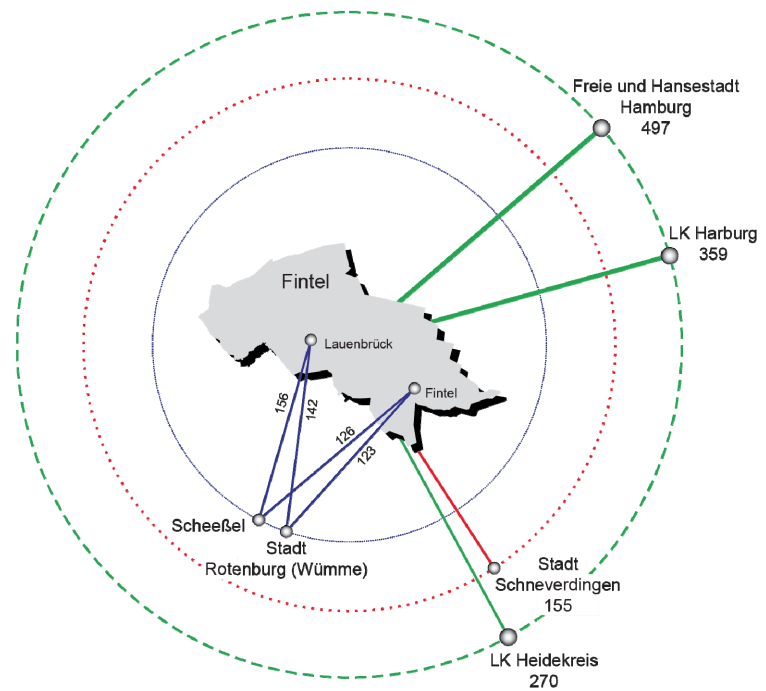 Freie und Hansestadt
Hamburg
497
LK Harburg
359
Fintel
Lauenbrück
Fintel
156
142
126
123
Scheeßel
Stadt
Rotenburg (Wümme)
Stadt
Schneverdingen
155
LK Heidekreis
270